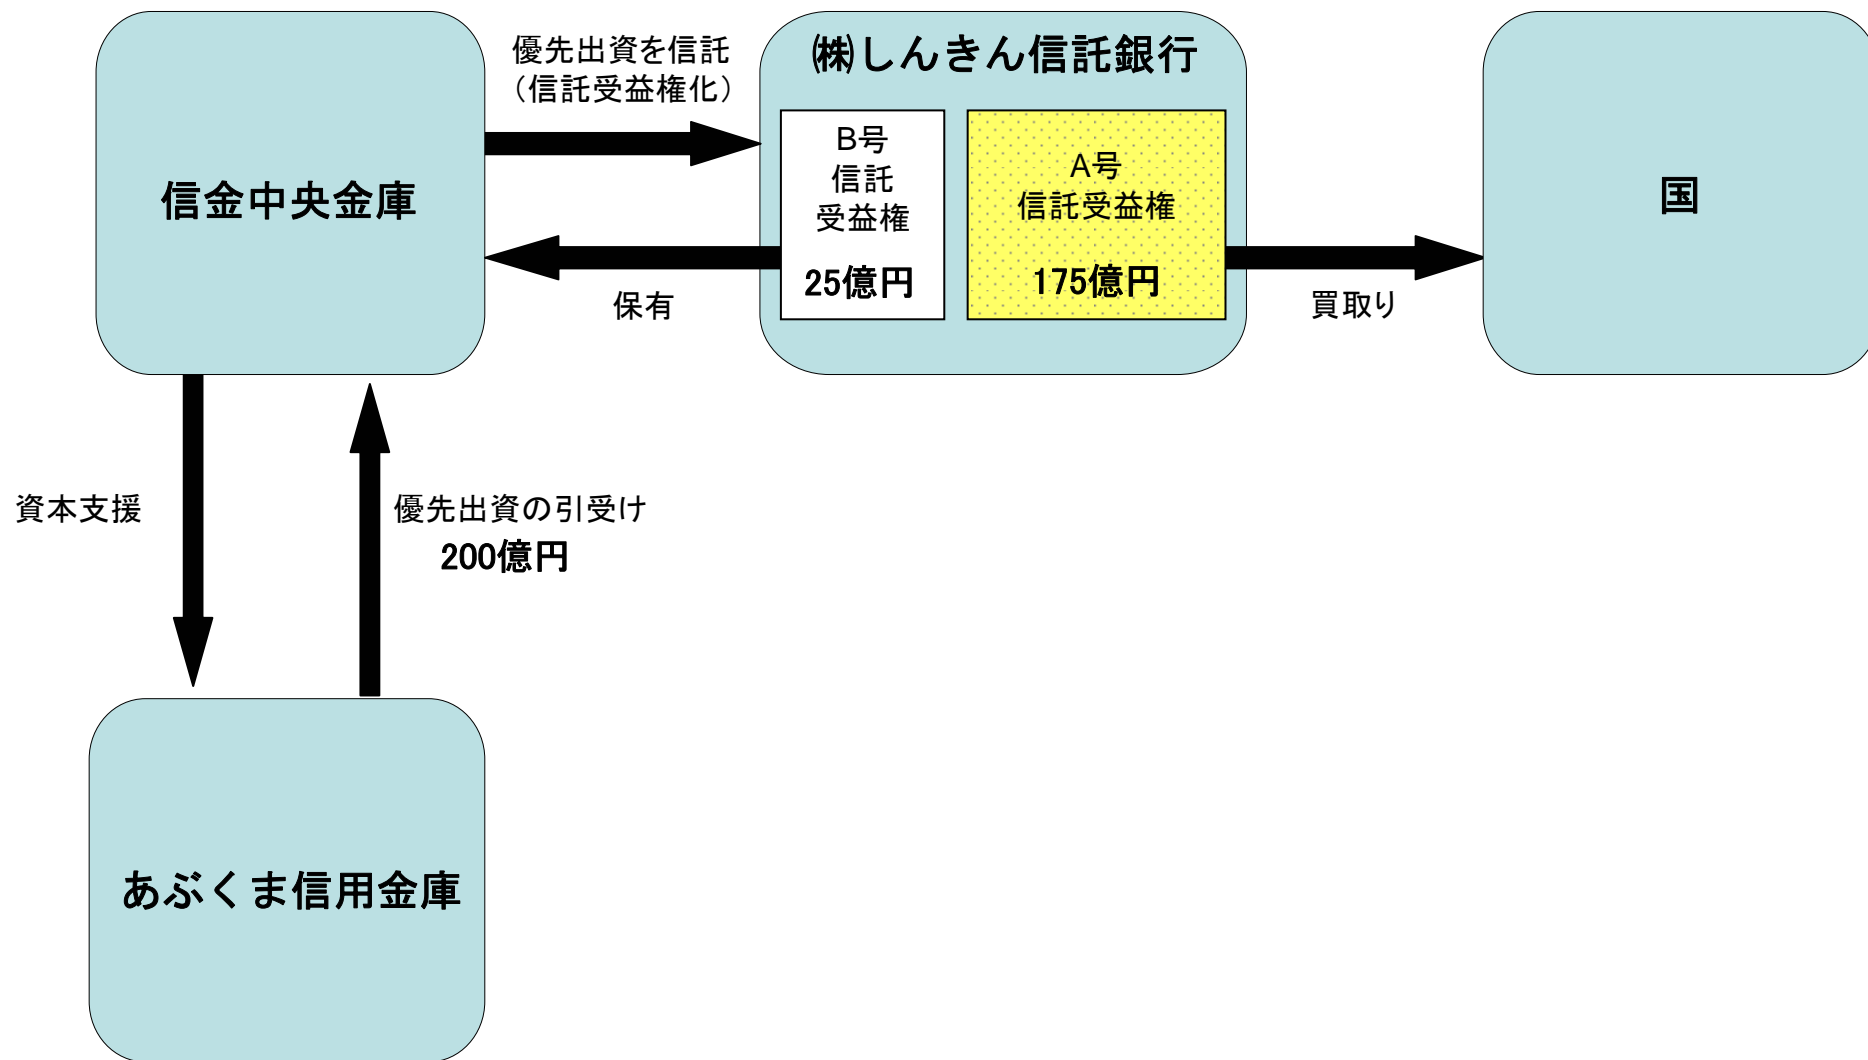 優先出資を信託
（信託受益権化）
㈱しんきん信託銀行
信金中央金庫
B号
信託
受益権
25億円
A号
信託受益権
175億円
国
保有
買取り
資本支援
優先出資の引受け
200億円
あぶくま信用金庫